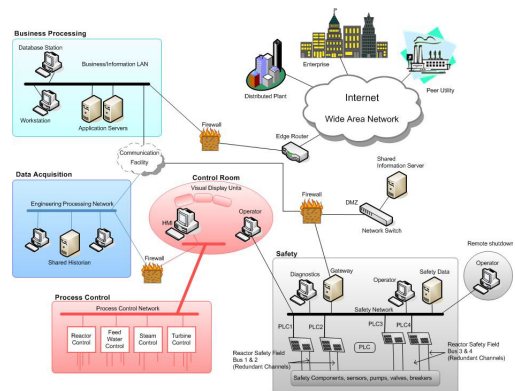 Business Processing
Database Station
Business/Information LAN
Workstation
Application Servers
Firewall
Distributed Plant
Enterprise
Peer Utility
Internet
Wide Area Network
Edge Router
Communication
Facility
Shared
Information Server
DMZ
Network Switch
Firewall
Data Acquisition
Engineering Processing Network
Shared Historian
Firewall
Control Room
Visual Display Units
HMI
Operator
Process Control
Process Control Network
Reactor
Control
Feed
Water
Control
Steam
Control
Turbine
Control
Safety
Diagnostics
Gateway
Operator
Safety Data
Remote shutdown
Operator
Safety Network
PLC1
PLC2
PLC3
PLC4
PLC
Reactor Safety Field
Bus 1 & 2
(Redundant Channels)
Reactor Safety Field
Bus 3 & 4
(Redundant Channels)
Safety Components, sensors, pumps, valves, breakers